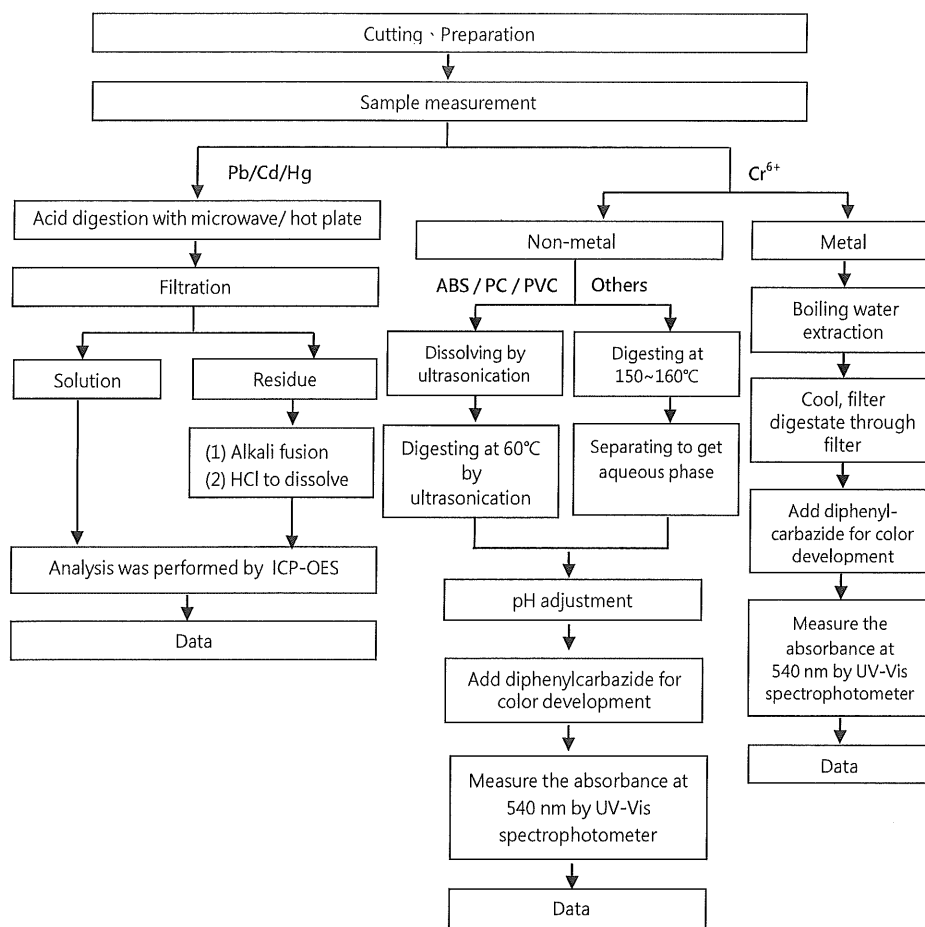 Cutting、Preparation
Sample measurement
Pb/Cd/Hg
Acid digestion with microwave/ hot plate
Filtration
Solution
Residue
(1) Alkali fusion
(2) HCl to dissolve
Analysis was performed by ICP-OES
Data
Cr⁶⁺
Non-metal
ABS / PC / PVC
Others
Dissolving by
ultrasonication
Digesting at
150~160℃
Digesting at 60℃
by
ultrasonication
Separating to get
aqueous phase
pH adjustment
Add diphenylcarbazide for
color development
Measure the absorbance at
540 nm by UV-Vis
spectrophotometer
Data
Metal
Boiling water
extraction
Cool, filter
digestate through
filter
Add diphenyl-
carbazide for color
development
Measure the
absorbance at
540 nm by UV-Vis
spectrophotometer
Data